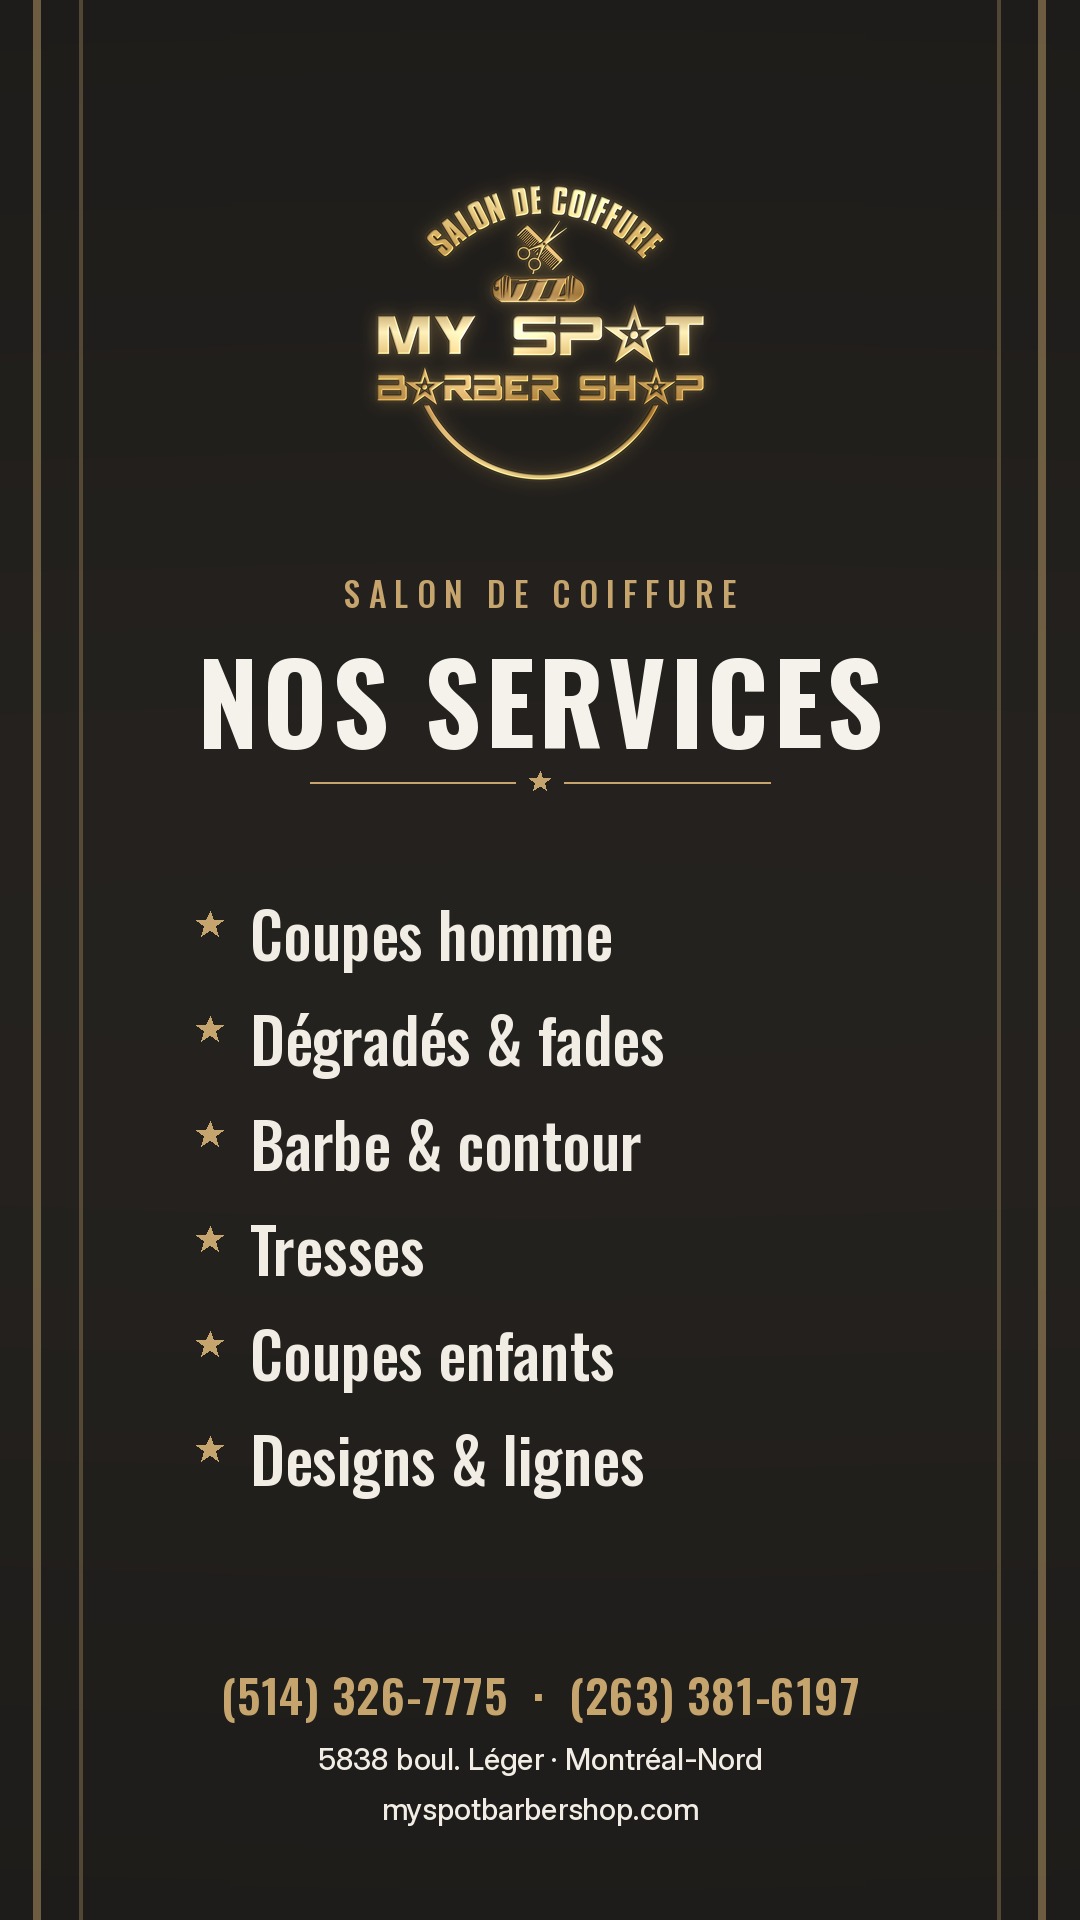 SALON DE COIFFURE
MY SPOT
BARBER SHOP
SALON DE COIFFURE
NOS SERVICES
Coupes homme
Dégradés & fades
Barbe & contour
Tresses
Coupes enfants
Designs & lignes
(514) 326-7775 · (263) 381-6197
5838 boul. Léger · Montréal-Nord
myspotbarbershop.com